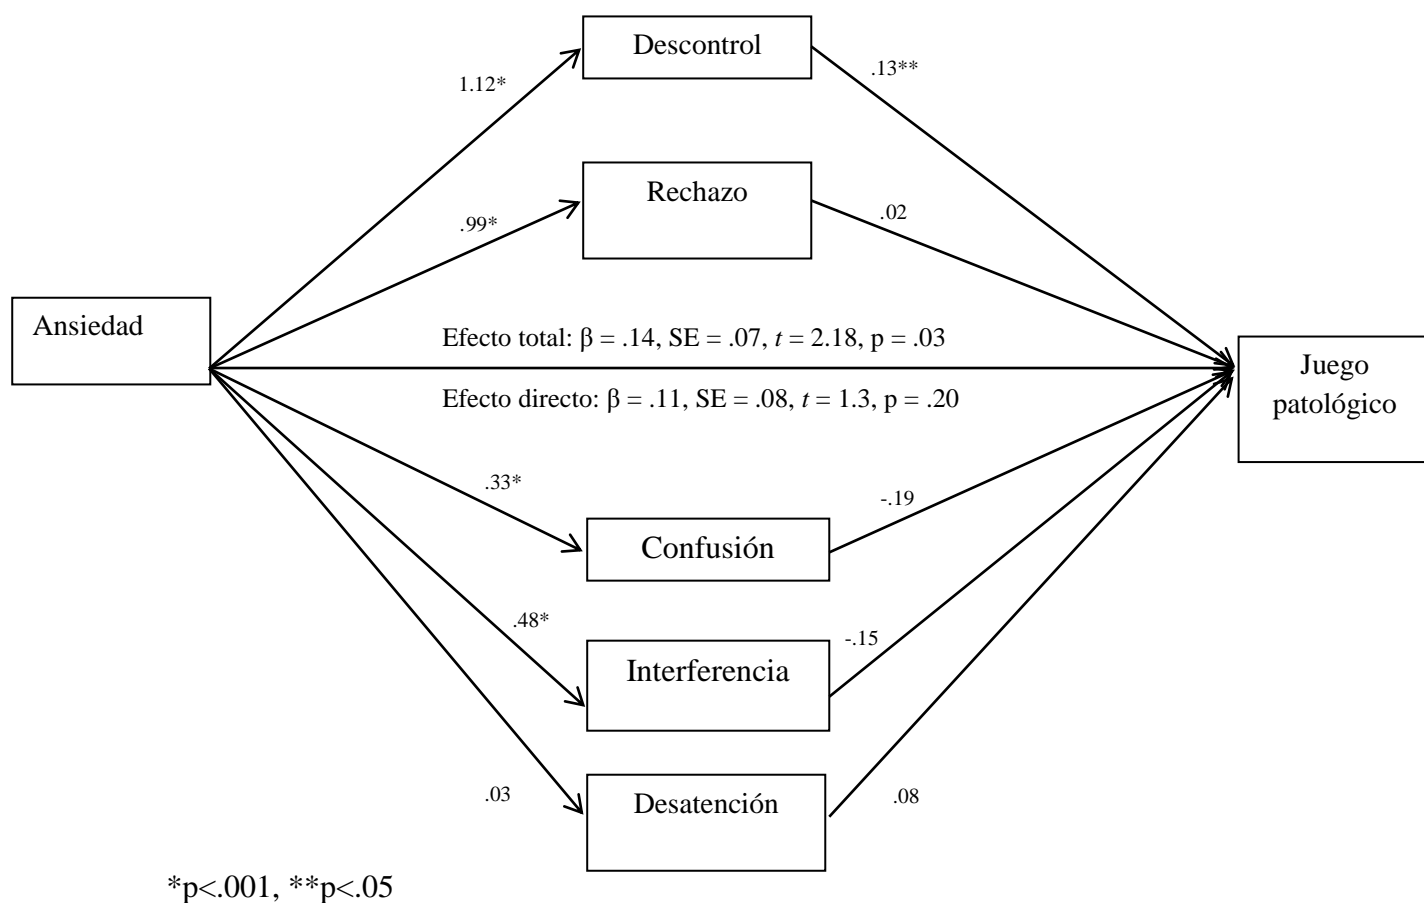 Descontrol
1.12*
.13**
Rechazo
.99*
.02
Ansiedad
Efecto total: β = .14, SE = .07, t = 2.18, p = .03
Efecto directo: β = .11, SE = .08, t = 1.3, p = .20
Juego
patológico
.33*
-.19
Confusión
.48*
-.15
Interferencia
.03
Desatención
.08
*p<.001, **p<.05